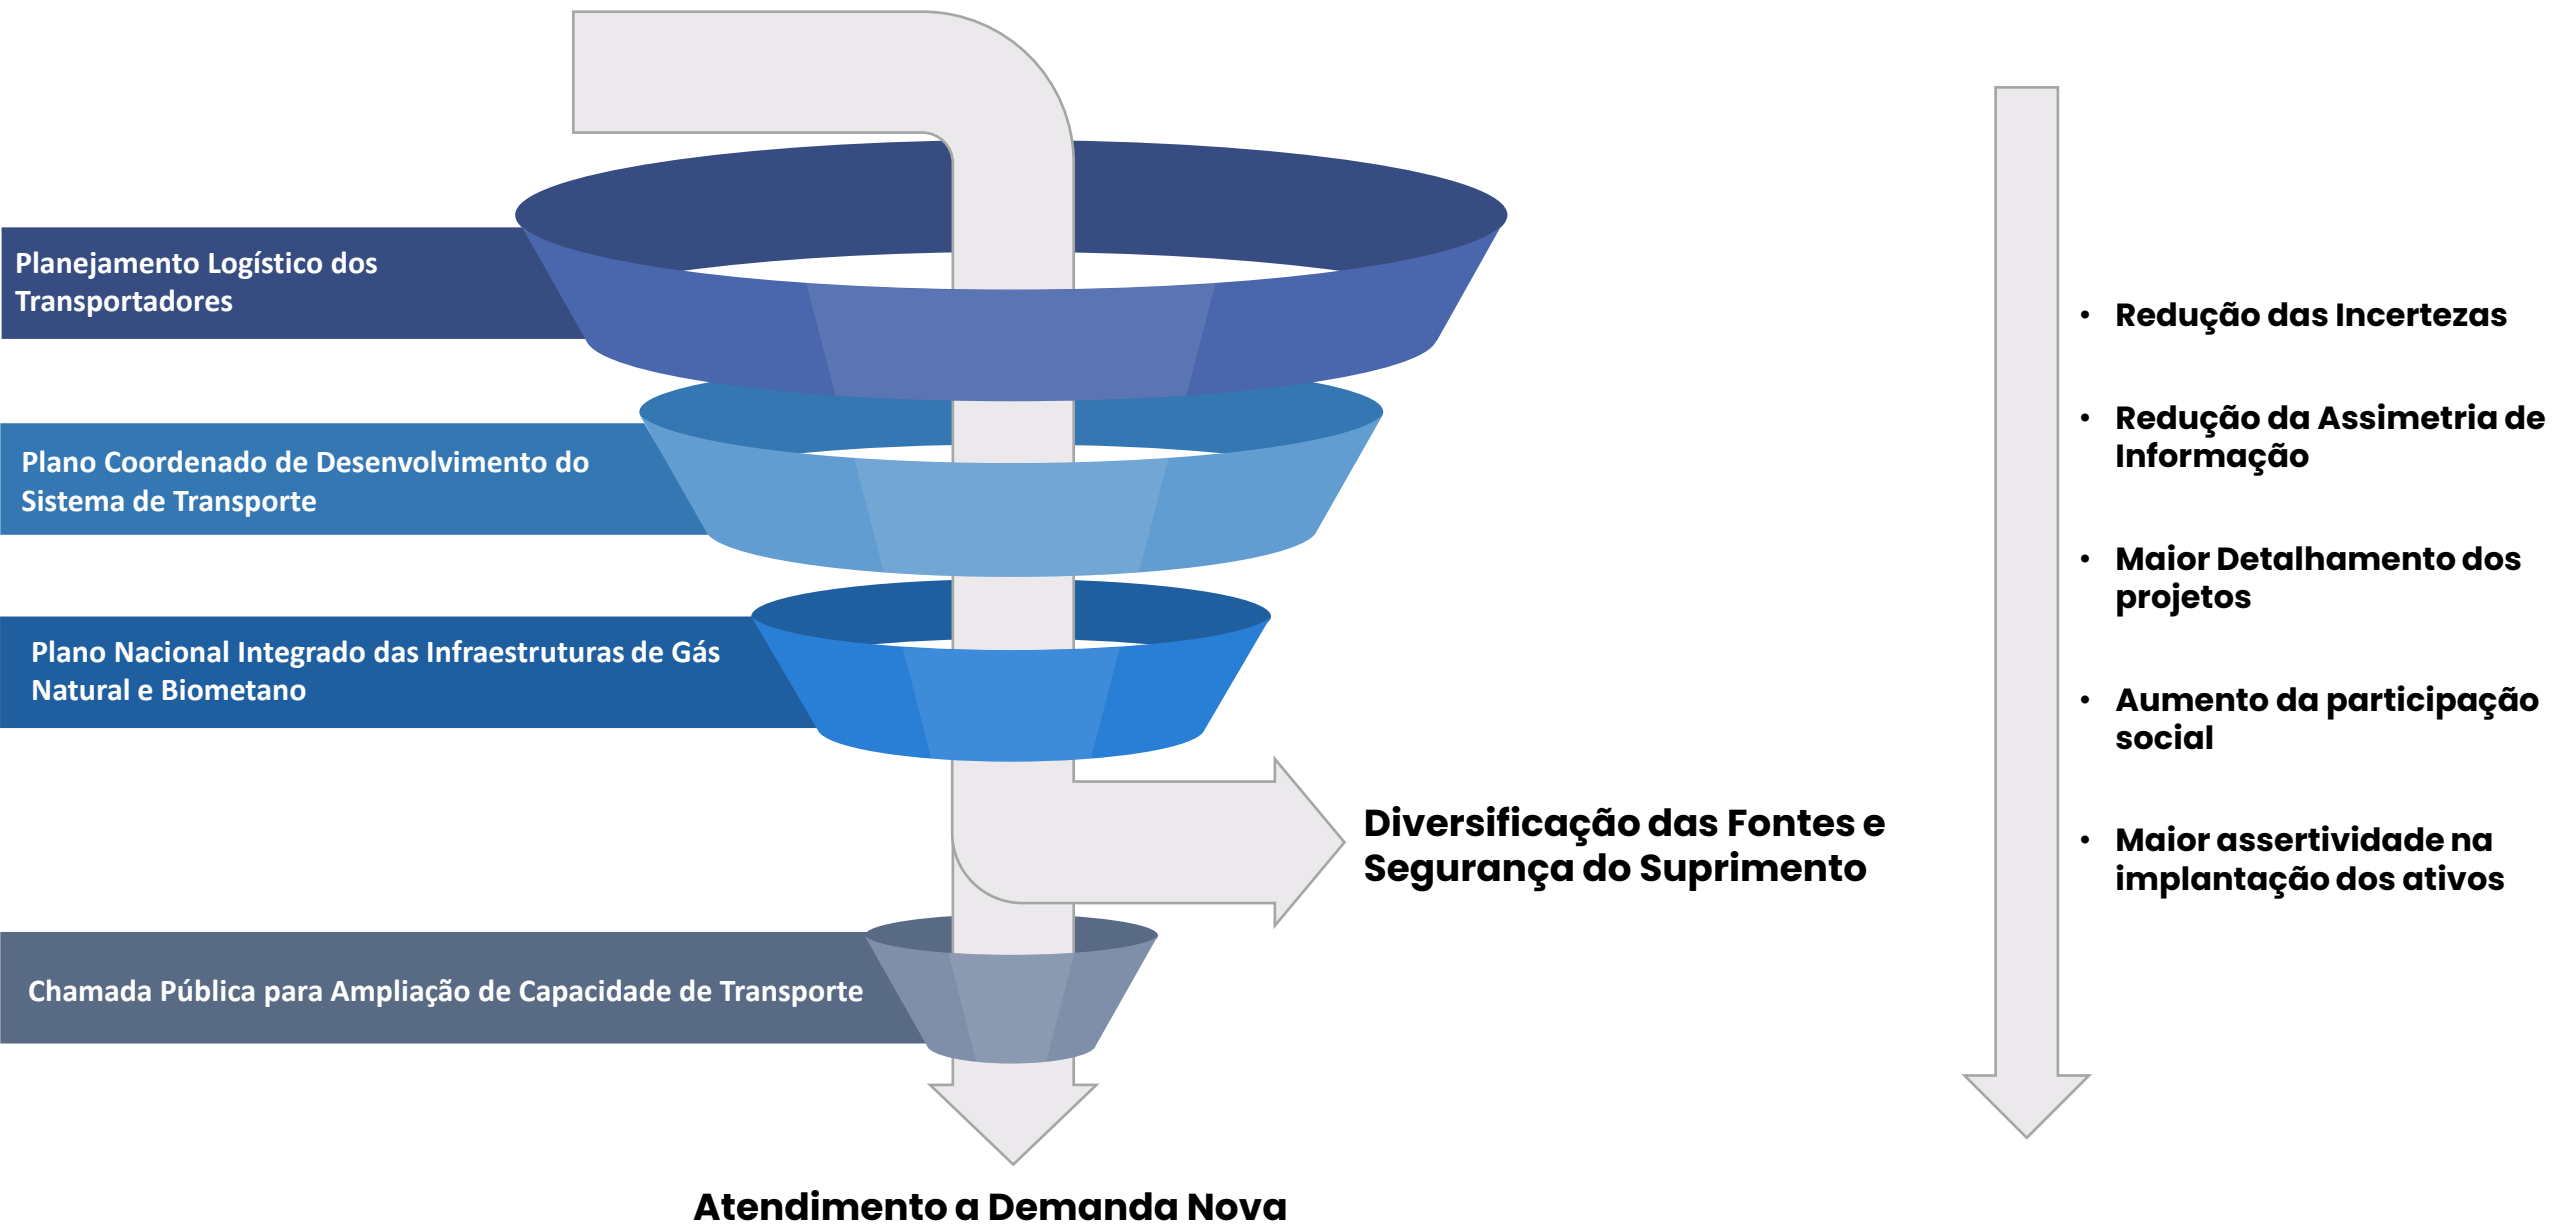 Planejamento Logístico dos
Transportadores
Plano Coordenado de Desenvolvimento do
Sistema de Transporte
Plano Nacional Integrado das Infraestruturas de Gás
Natural e Biometano
Chamada Pública para Ampliação de Capacidade de Transporte
Diversificação das Fontes e
Segurança do Suprimento
Atendimento a Demanda Nova
• Redução das Incertezas
• Redução da Assimetria de
Informação
• Maior Detalhamento dos
projetos
• Aumento da participação
social
• Maior assertividade na
implantação dos ativos